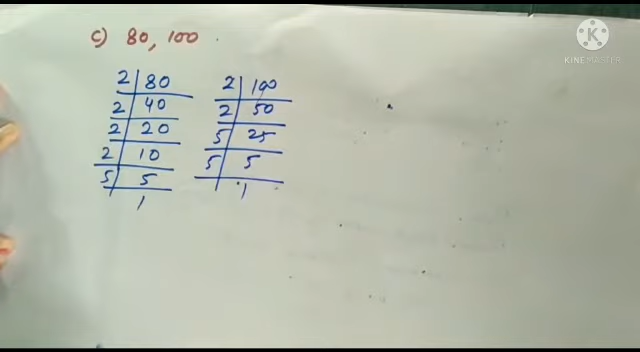 c) 80, 100.
2 | 80
2 | 40
2 | 20
2 | 10
5 | 5
1
2 | 100
2 | 50
5 | 25
5 | 5
1
KINEMASTER